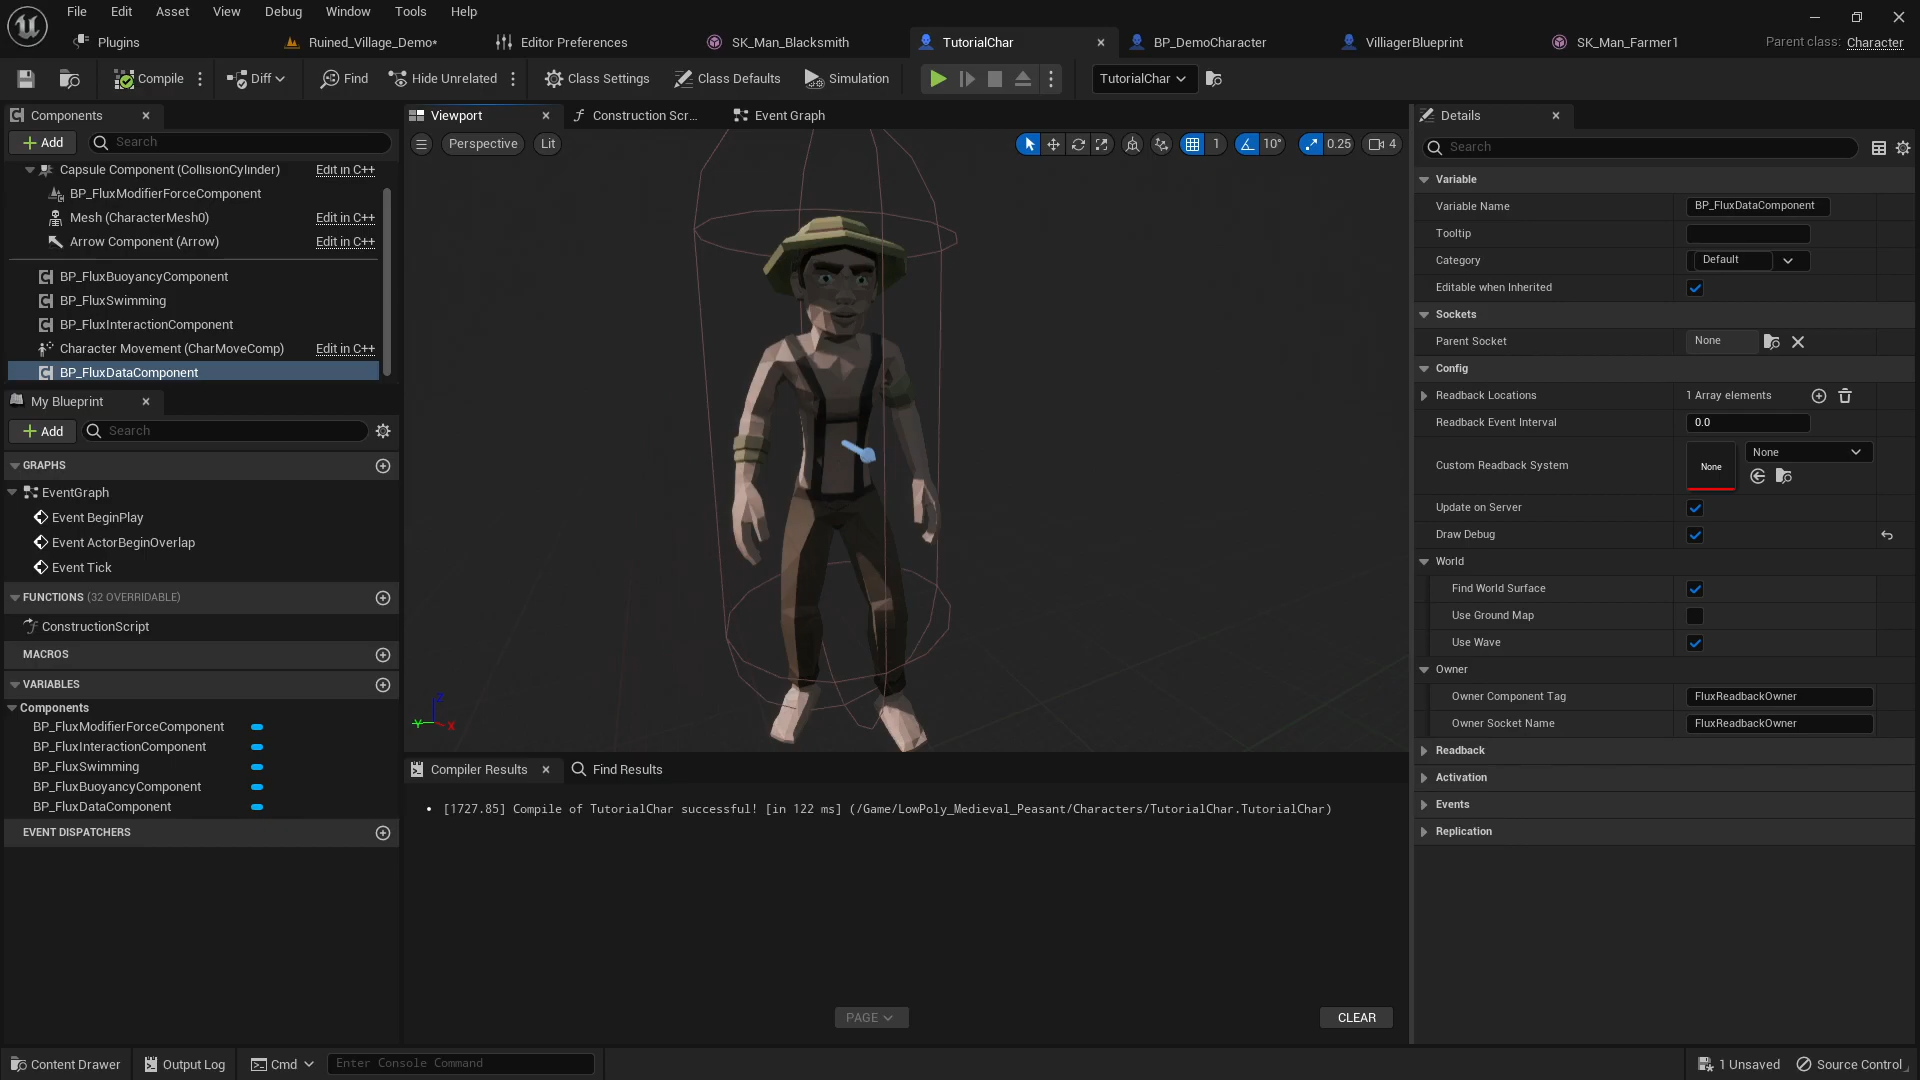 File Edit Asset View Debug Window Tools Help
Plugins
Ruined_Village_Demo*
Editor Preferences
SK_Man_Blacksmith
TutorialChar
BP_DemoCharacter
VilliagerBlueprint
SK_Man_Farmer1
Parent class: Character
Compile
Diff
Find
Hide Unrelated
Class Settings
Class Defaults
Simulation
TutorialChar
Components
Add
Search
Capsule Component (CollisionCylinder) Edit in C++
BP_FluxModifierForceComponent
Mesh (CharacterMesh0) Edit in C++
Arrow Component (Arrow) Edit in C++
BP_FluxBuoyancyComponent
BP_FluxSwimming
BP_FluxInteractionComponent
Character Movement (CharMoveComp) Edit in C++
BP_FluxDataComponent
My Blueprint
Add
Search
GRAPHS
EventGraph
Event BeginPlay
Event ActorBeginOverlap
Event Tick
FUNCTIONS (32 OVERRIDABLE)
ConstructionScript
MACROS
VARIABLES
Components
BP_FluxModifierForceComponent
BP_FluxInteractionComponent
BP_FluxSwimming
BP_FluxBuoyancyComponent
BP_FluxDataComponent
EVENT DISPATCHERS
Viewport
Construction Scr...
Event Graph
Perspective
Lit
1
10°
0.25
4
Z
Y
X
Compiler Results
Find Results
• [1727.85] Compile of TutorialChar successful! [in 122 ms] (/Game/LowPoly_Medieval_Peasant/Characters/TutorialChar.TutorialChar)
PAGE
CLEAR
Details
Search
Variable
Variable Name BP_FluxDataComponent
Tooltip
Category Default
Editable when Inherited
Sockets
Parent Socket None
Config
Readback Locations 1 Array elements
Readback Event Interval 0.0
Custom Readback System None None
Update on Server
Draw Debug
World
Find World Surface
Use Ground Map
Use Wave
Owner
Owner Component Tag FluxReadbackOwner
Owner Socket Name FluxReadbackOwner
Readback
Activation
Events
Replication
Content Drawer
Output Log
Cmd
Enter Console Command
1 Unsaved
Source Control